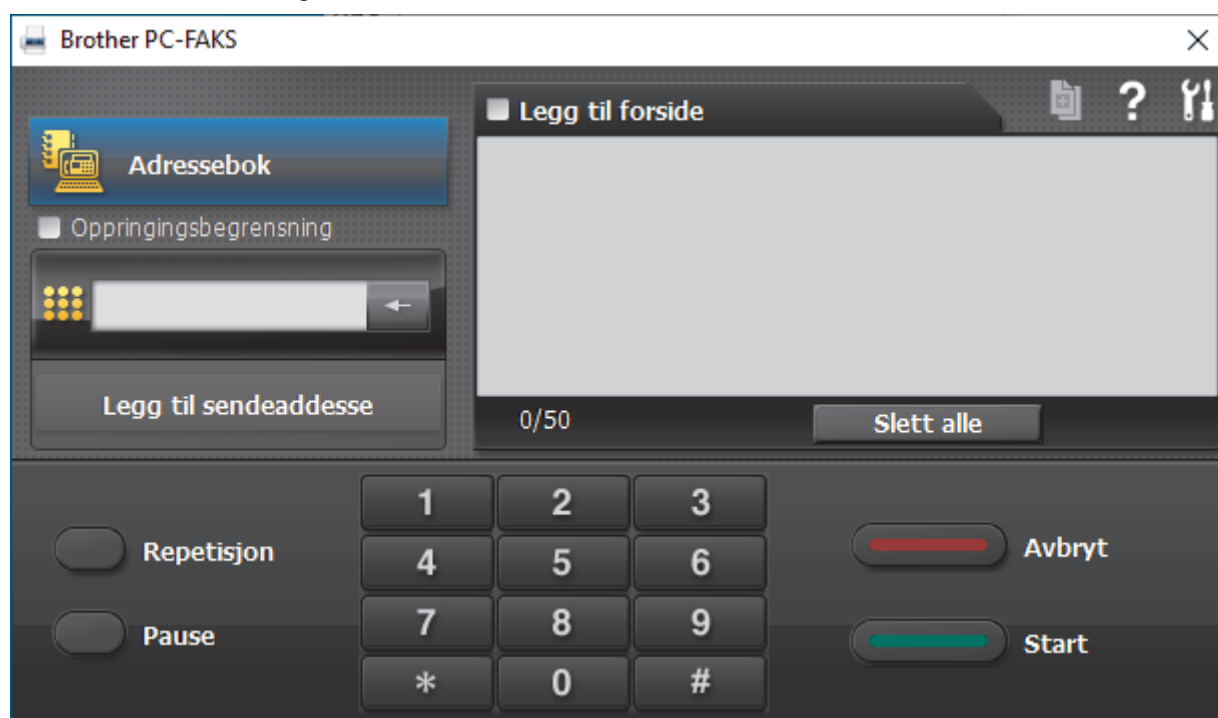 Brother PC-FAKS
Legg til forside
?
Adressebok
Oppringingsbegrensning
Legg til sendeaddesse
0/50
Slett alle
1 2 3
4 5 6
7 8 9
* 0 #
Repetisjon
Pause
Avbryt
Start